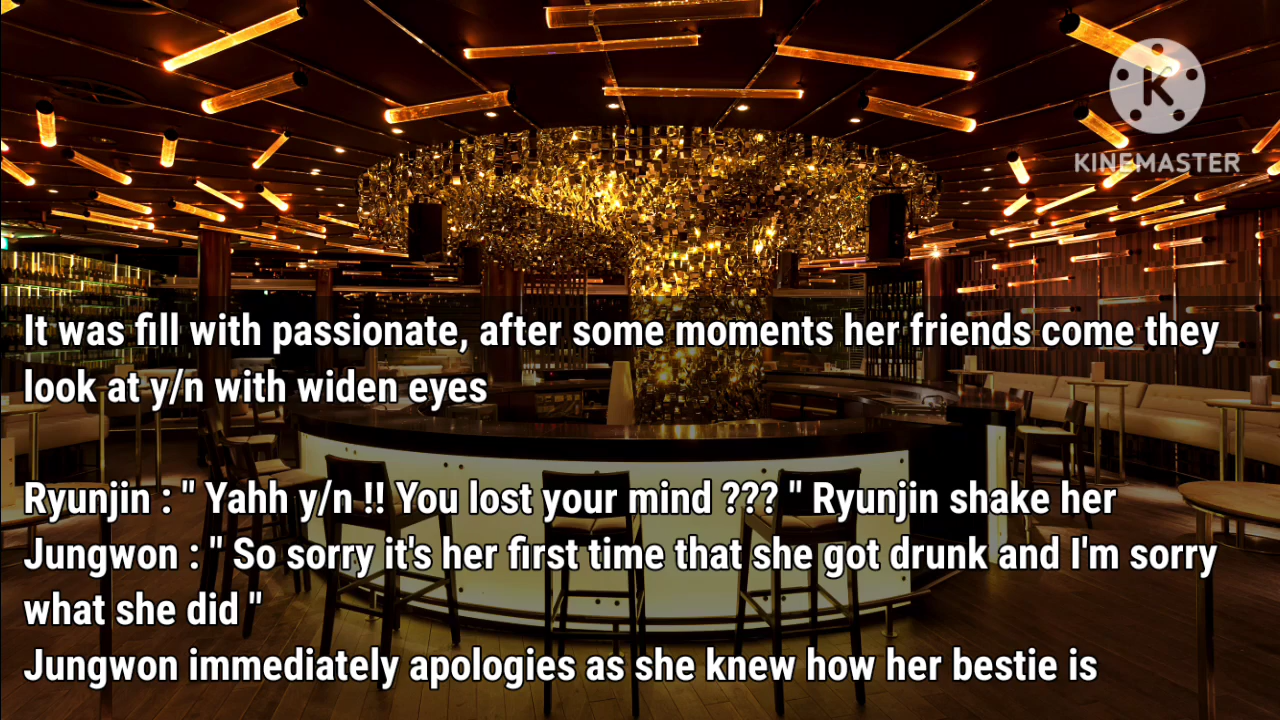 KINEMASTER
It was fill with passionate, after some moments her friends come they
look at y/n with widen eyes
Ryunjin : " Yahh y/n !! You lost your mind ??? " Ryunjin shake her
Jungwon : " So sorry it's her first time that she got drunk and I'm sorry
what she did "
Jungwon immediately apologies as she knew how her bestie is